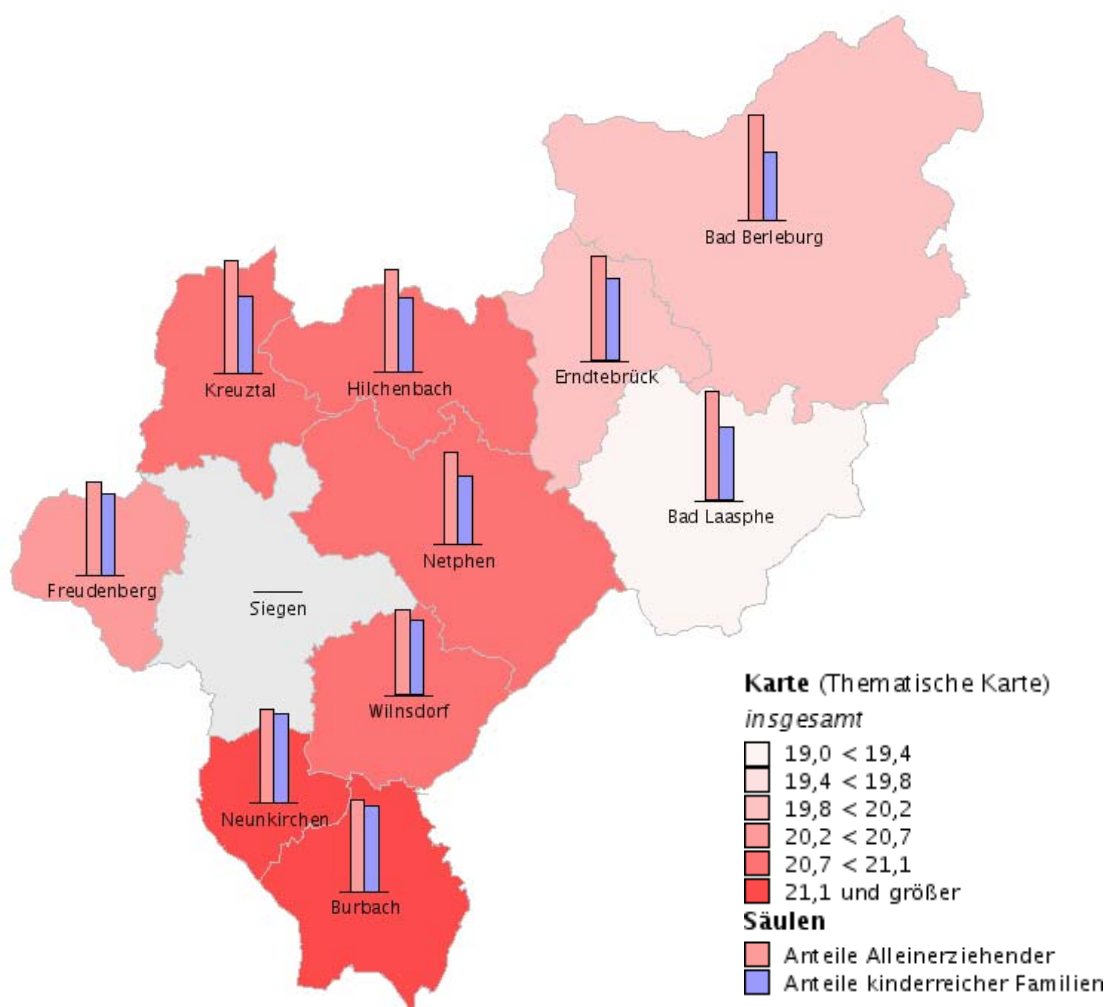 Bad Berleburg
Kreuztal
Hilchenbach
Erndtebrück
Bad Laasphe
Netphen
Freudenberg
Siegen
Wilnsdorf
Neunkirchen
Burbach
Karte (Thematische Karte)
insgesamt
19,0 < 19,4
19,4 < 19,8
19,8 < 20,2
20,2 < 20,7
20,7 < 21,1
21,1 und größer
Säulen
Anteile Alleinerziehender
Anteile kinderreicher Familien